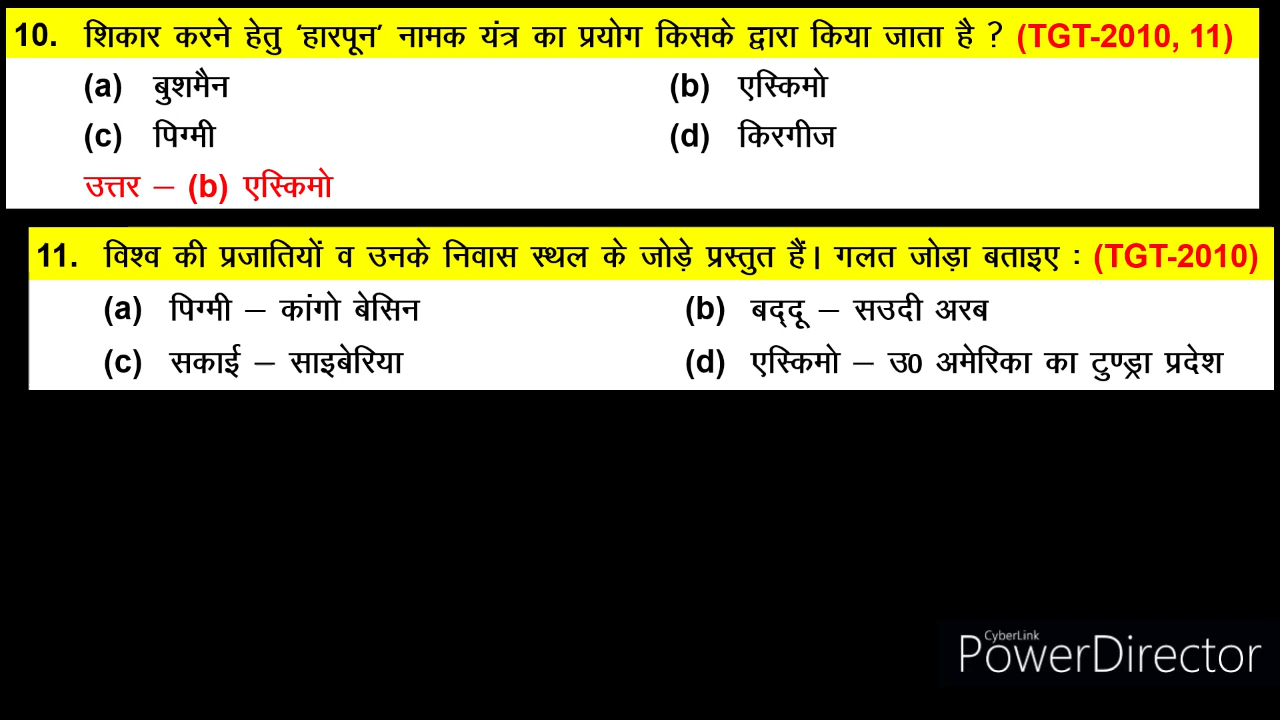 10. शिकार करने हेतु ‘हारपून’ नामक यंत्र का प्रयोग किसके द्वारा किया जाता है ? (TGT-2010, 11)
(a) बुशमैन (b) एस्किमो
(c) पिग्मी (d) किरगीज
उत्तर – (b) एस्किमो
11. विश्व की प्रजातियों व उनके निवास स्थल के जोड़े प्रस्तुत हैं। गलत जोड़ा बताइए : (TGT-2010)
(a) पिग्मी – कांगो बेसिन (b) बद्‌दू – सउदी अरब
(c) सकाई – साइबेरिया (d) एस्किमो – उ0 अमेरिका का टुण्ड्रा प्रदेश
CyberLink
PowerDirector